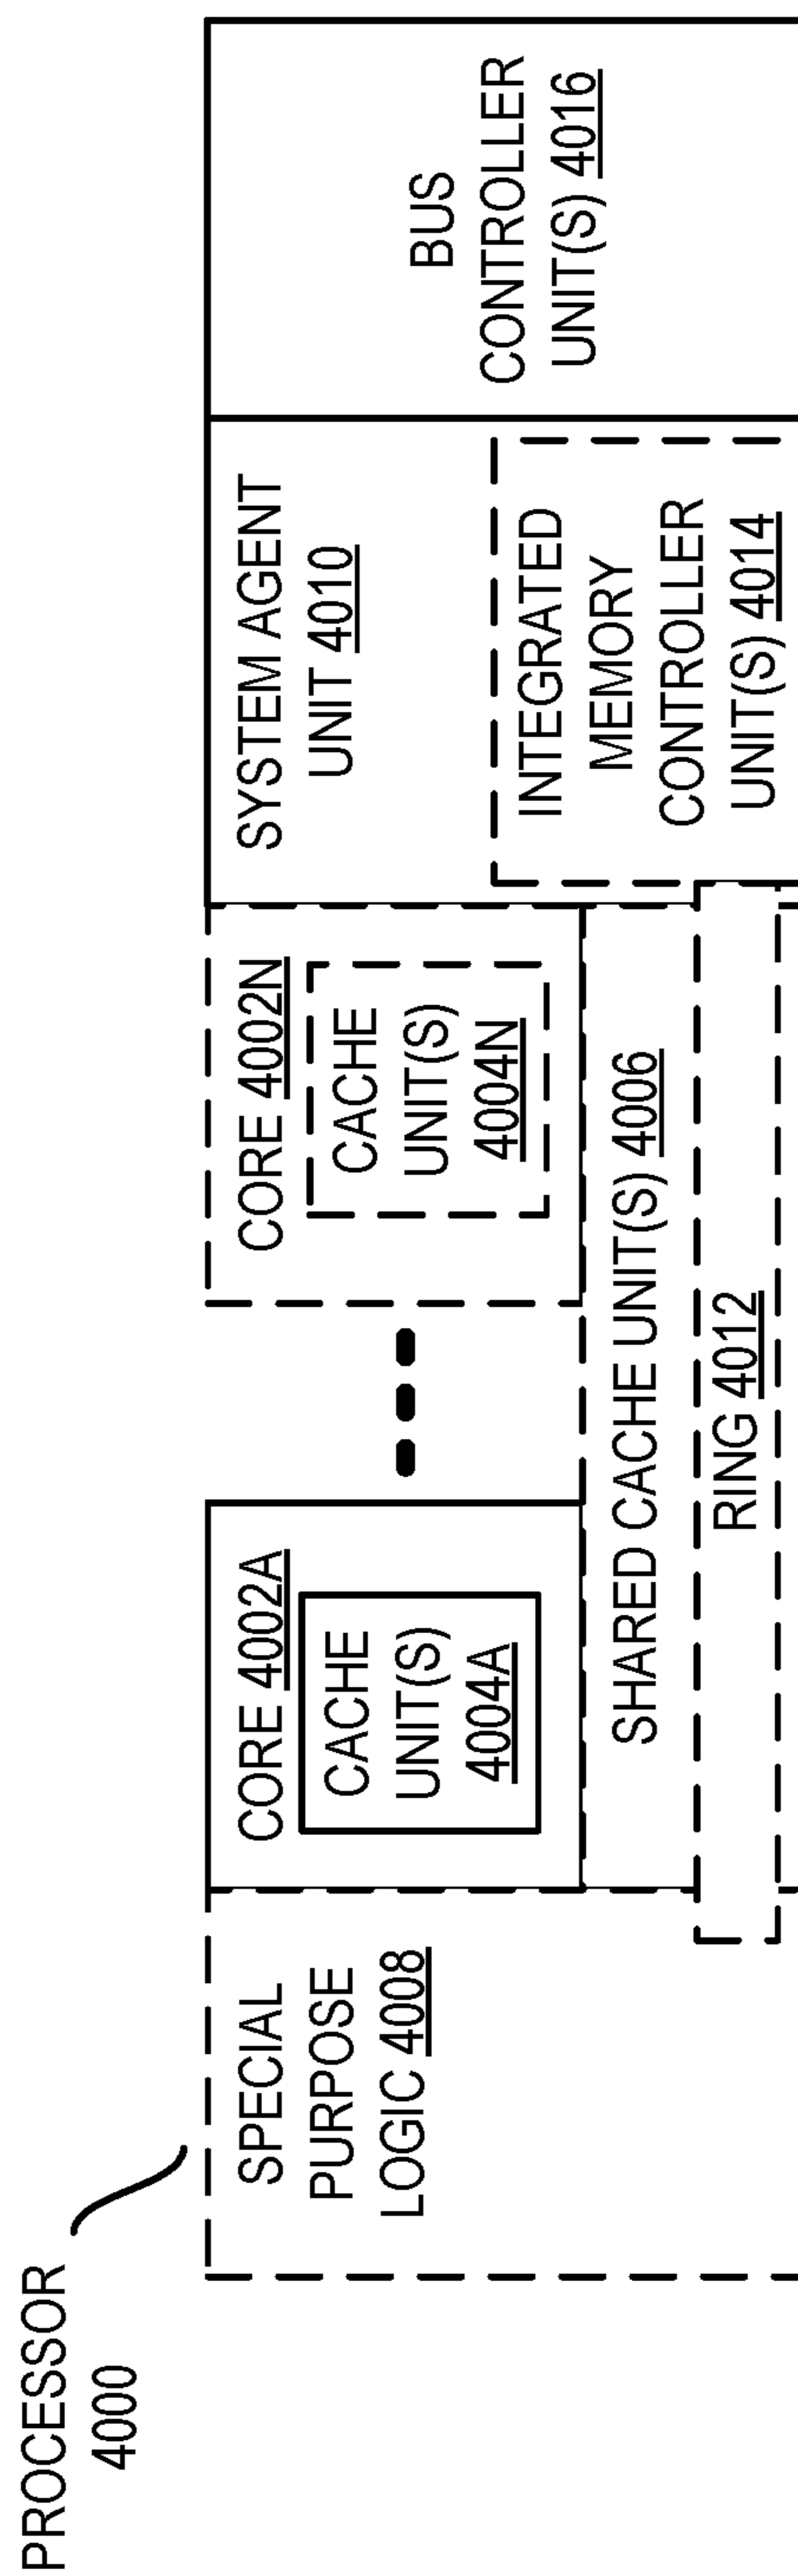 PROCESSOR
4000
SPECIAL
PURPOSE
LOGIC 4008
CORE 4002A
CACHE
UNIT(S)
4004A
CORE 4002N
CACHE
UNIT(S)
4004N
SHARED CACHE UNIT(S) 4006
RING 4012
SYSTEM AGENT
UNIT 4010
INTEGRATED
MEMORY
CONTROLLER
UNIT(S) 4014
BUS
CONTROLLER
UNIT(S) 4016